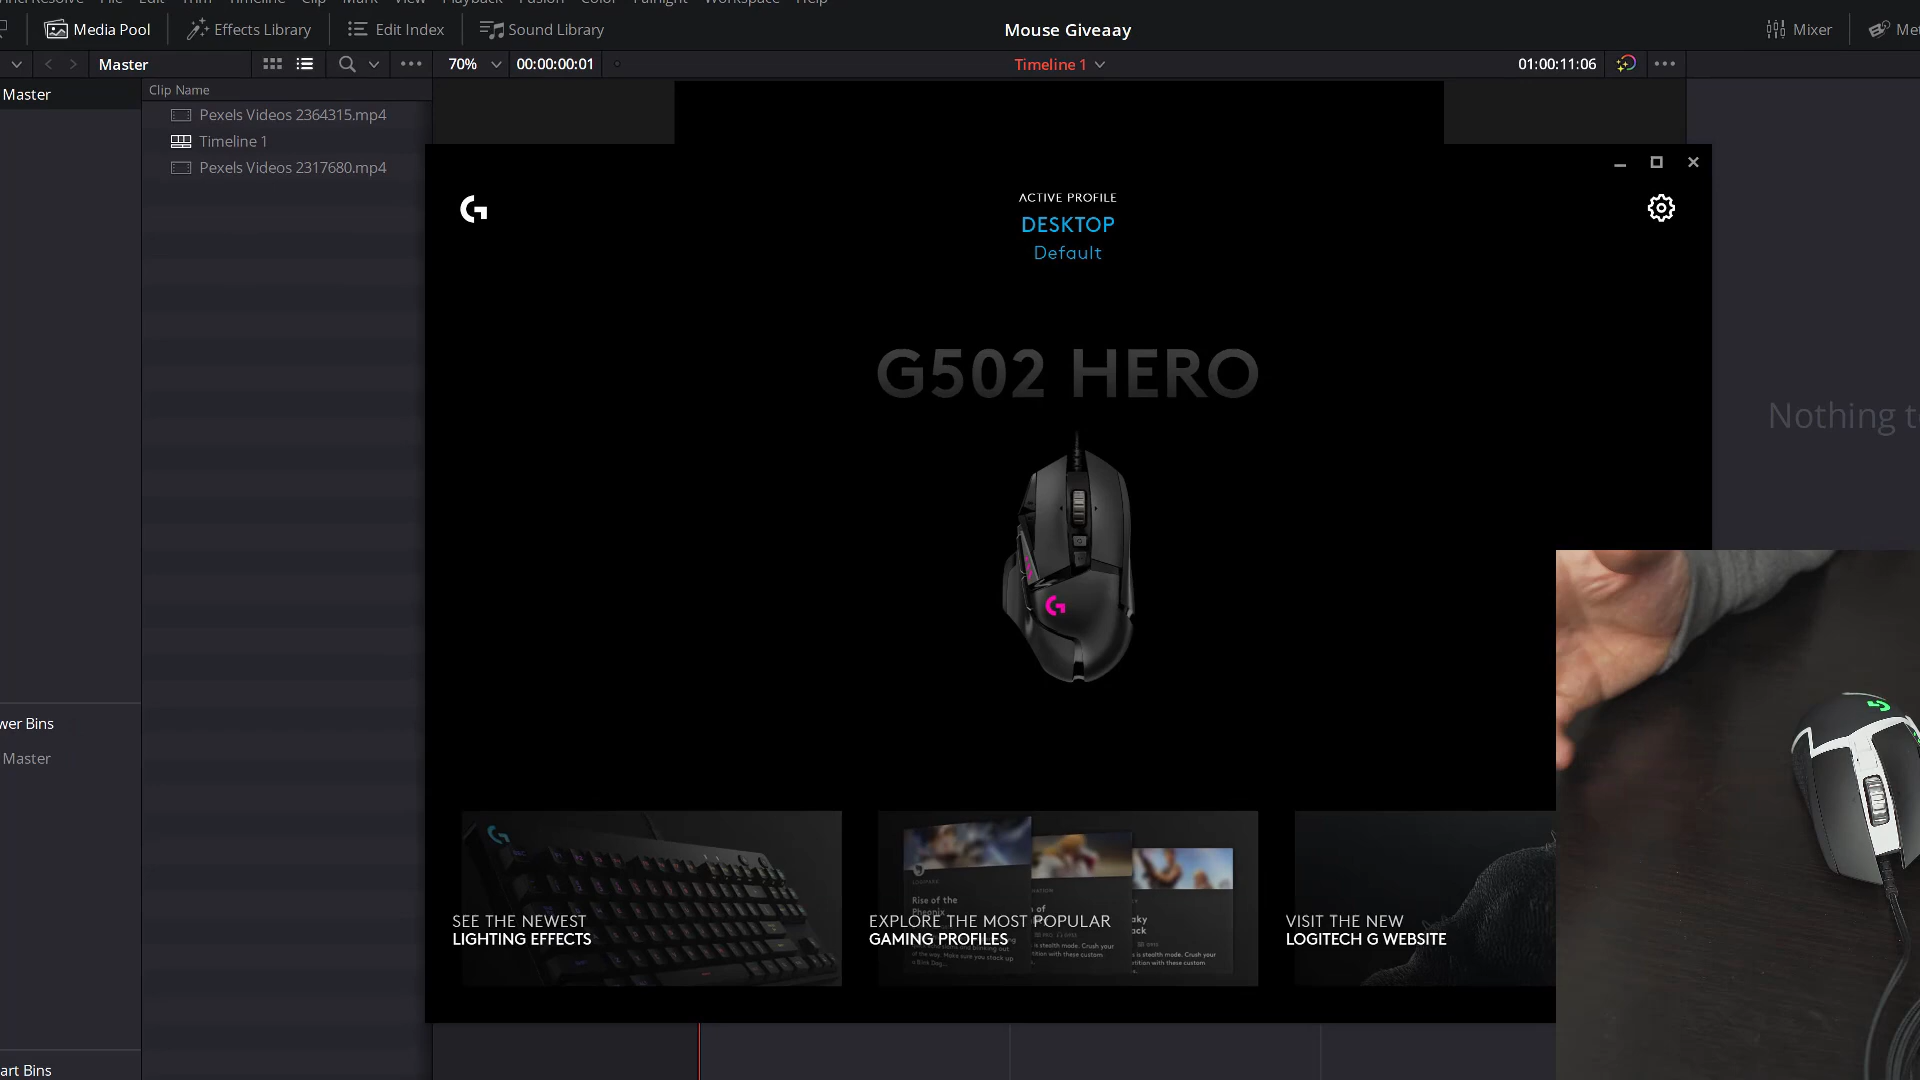 Media Pool
Effects Library
Edit Index
Sound Library
Mouse Giveaay
Mixer
Master
70%
00:00:00:01
Timeline 1
01:00:11:06
Master
Clip Name
Pexels Videos 2364315.mp4
Timeline 1
Pexels Videos 2317680.mp4
ACTIVE PROFILE
DESKTOP
Default
G502 HERO
Nothing
wer Bins
Master
SEE THE NEWEST
LIGHTING EFFECTS
Rise of the
EXPLORE THE MOST POPULAR
GAMING PROFILES
VISIT THE NEW
LOGITECH G WEBSITE
art Bins